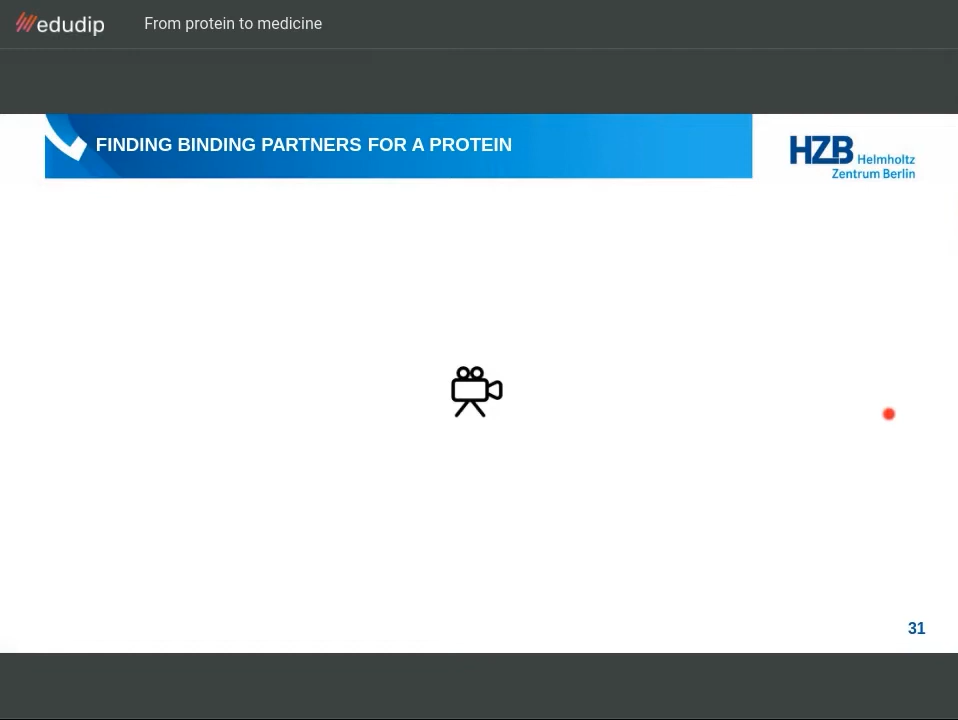 edudip
From protein to medicine
FINDING BINDING PARTNERS FOR A PROTEIN
HZB Helmholtz
Zentrum Berlin
31